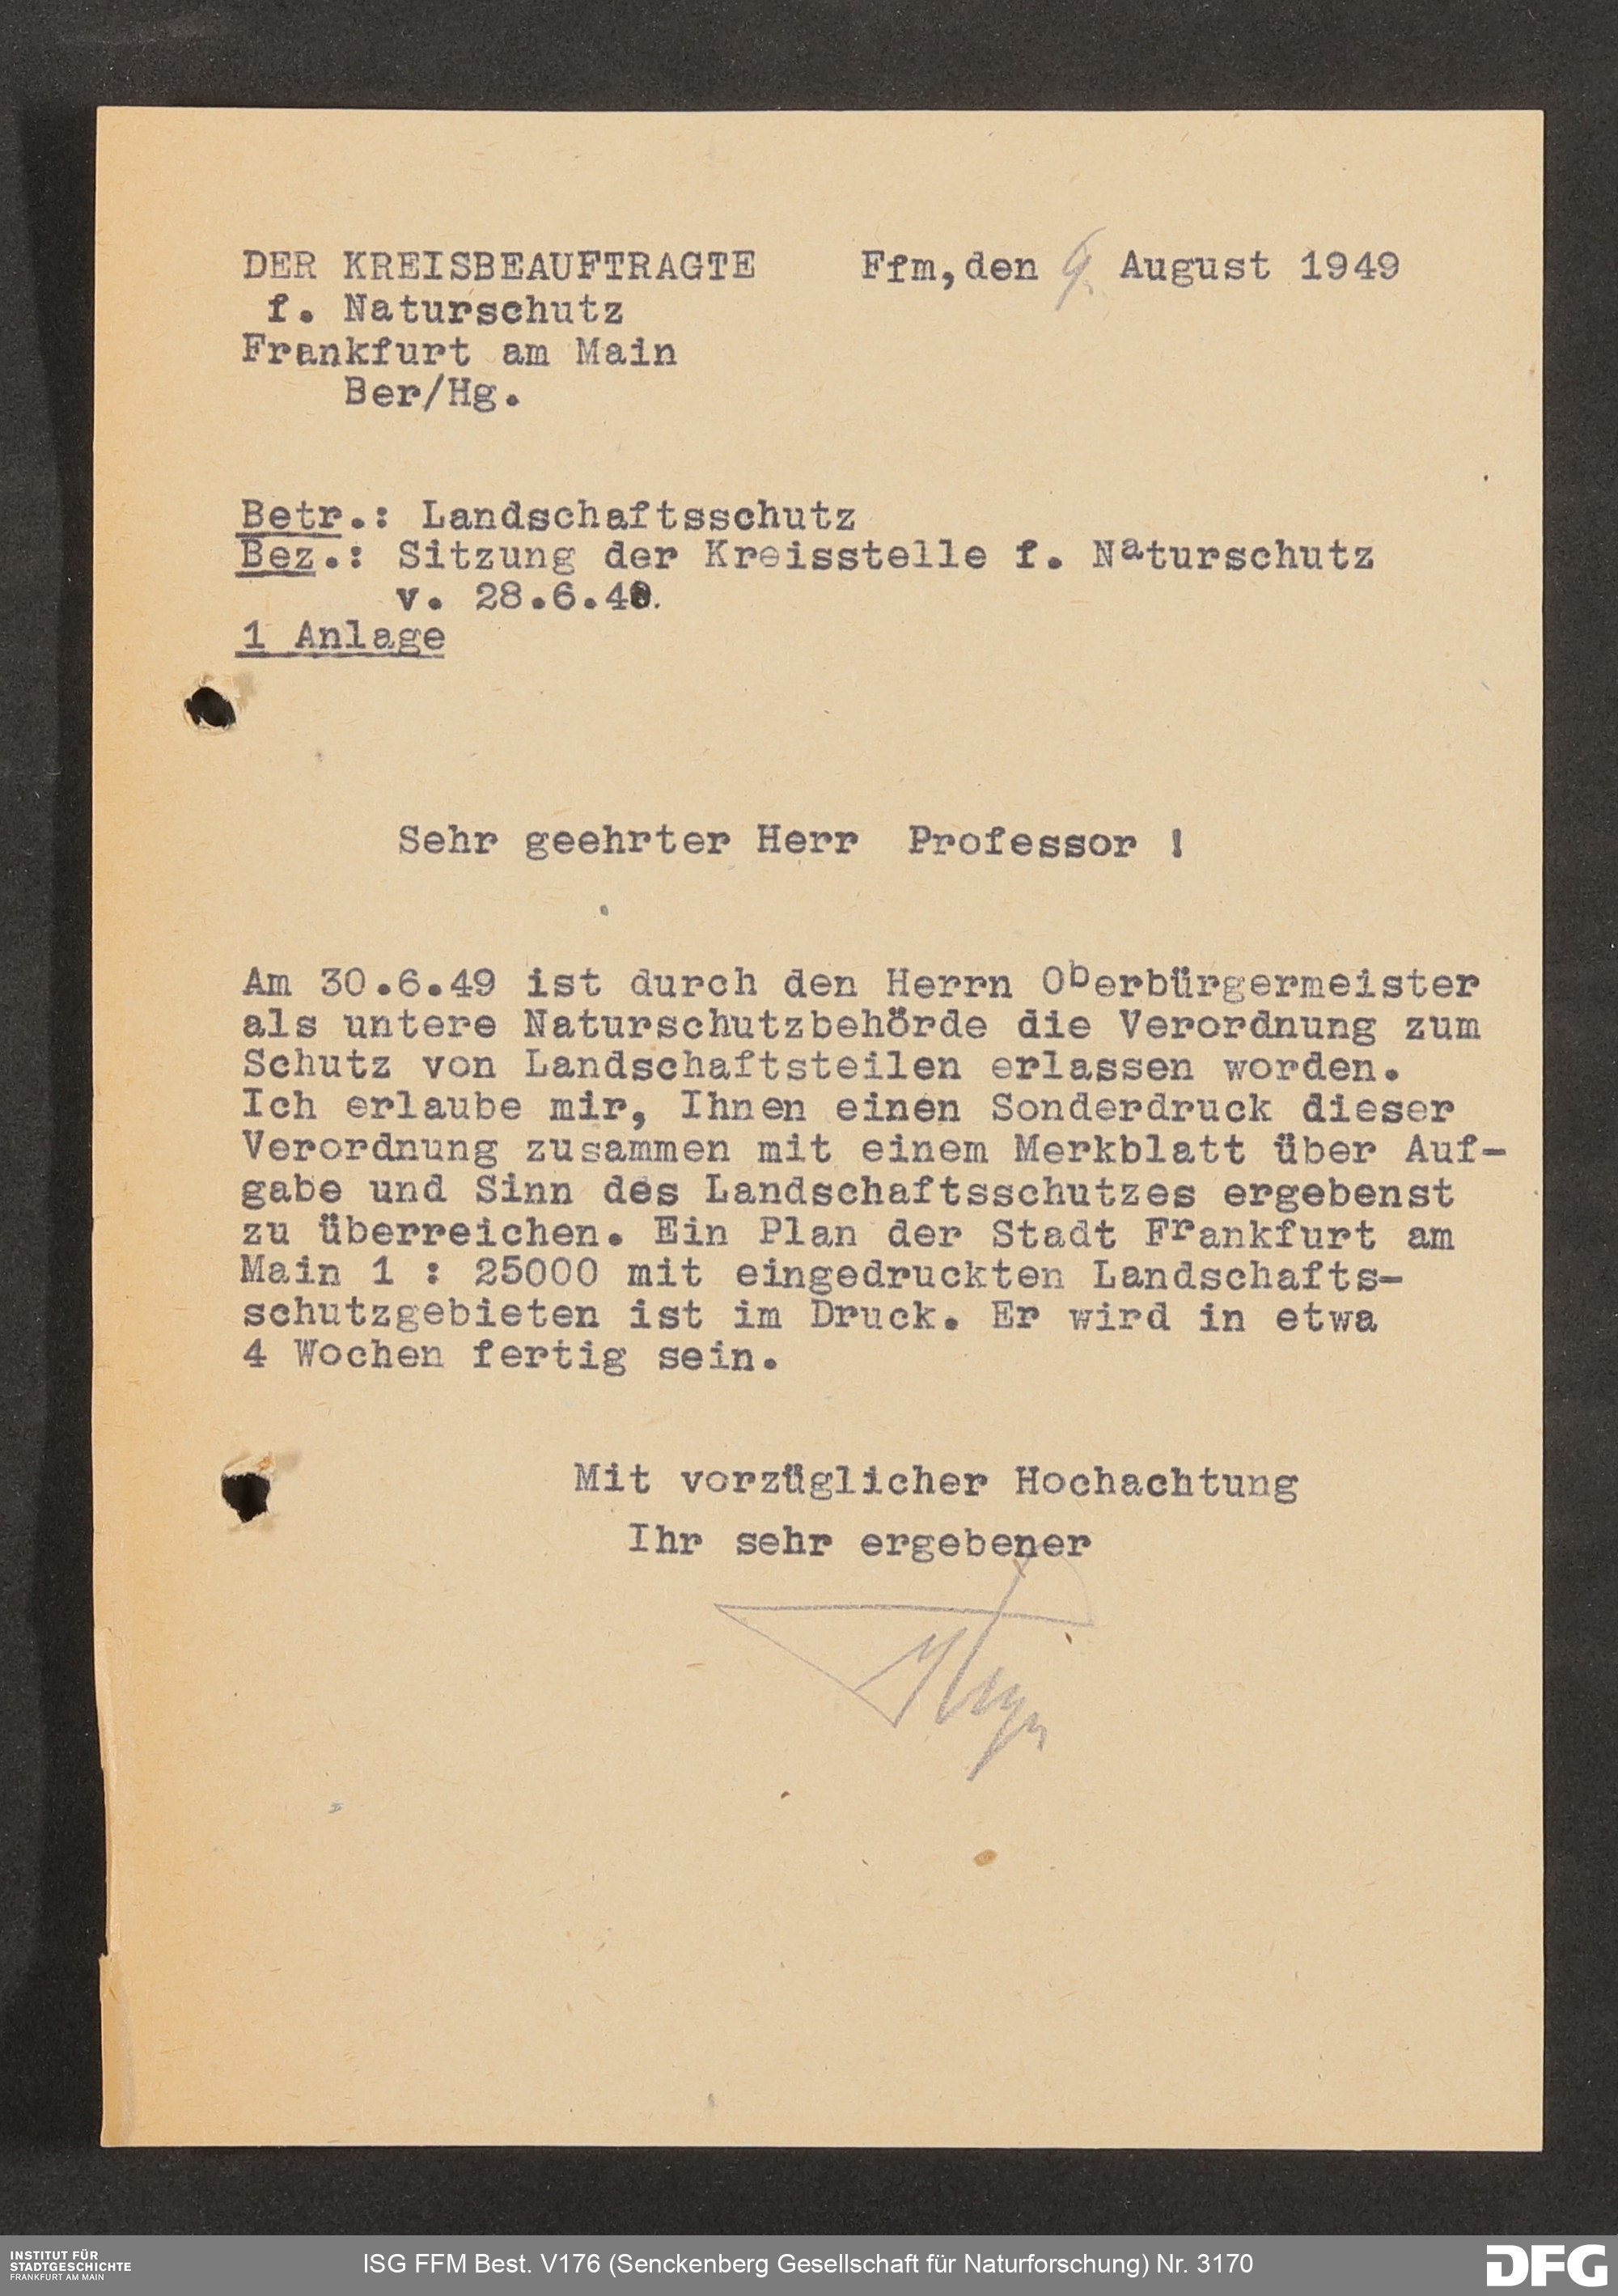 DER KREISBEAUFTRAGTE Ffm,den 9. August 1949
f. Naturschutz
Frankfurt am Main
Ber/Hg.
Betr.: Landschaftsschutz
Bez.: Sitzung der Kreisstelle f. Naturschutz
v. 28.6.49.
1 Anlage
Sehr geehrter Herr Professor !
Am 30.6.49 ist durch den Herrn Oberbürgermeister
als untere Naturschutzbehörde die Verordnung zum
Schutz von Landschaftsteilen erlassen worden.
Ich erlaube mir, Ihnen einen Sonderdruck dieser
Verordnung zusammen mit einem Merkblatt über Auf-
gabe und Sinn des Landschaftsschutzes ergebenst
zu überreichen. Ein Plan der Stadt Frankfurt am
Main 1 : 25000 mit eingedruckten Landschafts-
schutzgebieten ist im Druck. Er wird in etwa
4 Wochen fertig sein.
Mit vorzüglicher Hochachtung
Ihr sehr ergebener
INSTITUT FÜR
STADTGESCHICHTE
FRANKFURT AM MAIN
ISG FFM Best. V176 (Senckenberg Gesellschaft für Naturforschung) Nr. 3170
DFG